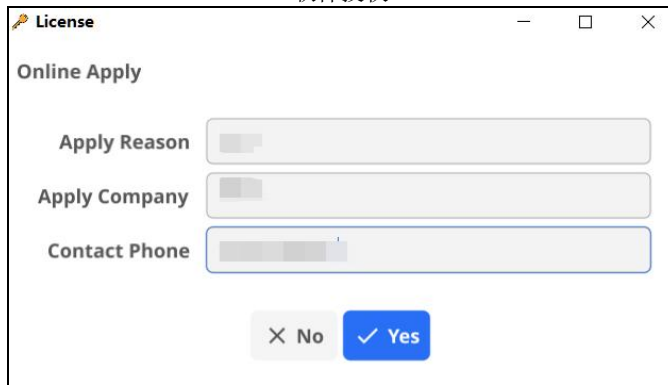 License
Online Apply
Apply Reason
Apply Company
Contact Phone
No
Yes